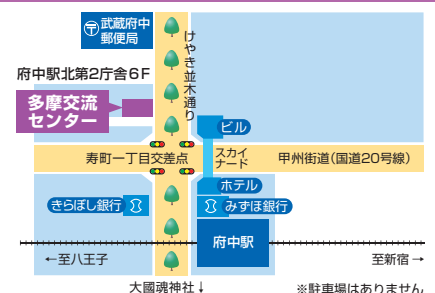 〒武蔵府中
郵便局
けやき並木通り
府中駅北第2庁舎6F
多摩交流
センター
ビル
寿町一丁目交差点
スカイ
ナード
甲州街道(国道20号線)
ホテル
きらぼし銀行
みずほ銀行
府中駅
←至八王子
至新宿→
大國魂神社↓
※駐車場はありません